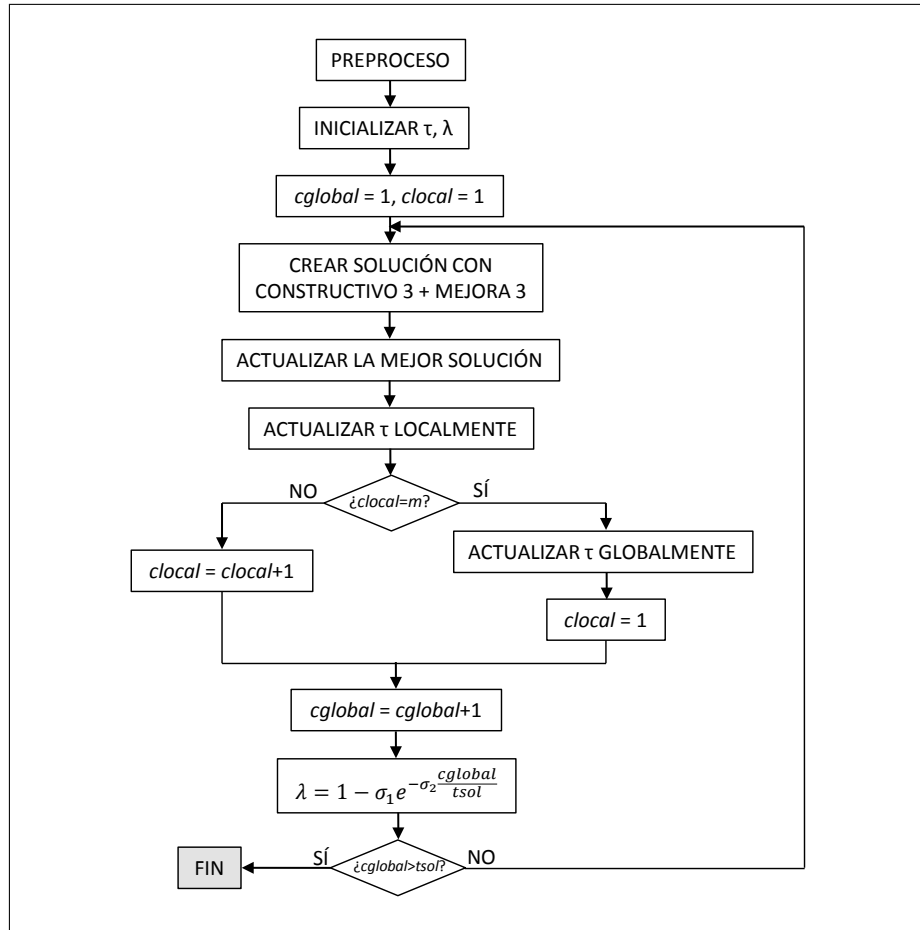 PREPROCESO
INICIALIZAR τ, λ
cglobal = 1, clocal = 1
CREAR SOLUCIÓN CON
CONSTRUCTIVO 3 + MEJORA 3
ACTUALIZAR LA MEJOR SOLUCIÓN
ACTUALIZAR τ LOCALMENTE
NO
¿clocal=m?
SÍ
clocal = clocal+1
ACTUALIZAR τ GLOBALMENTE
clocal = 1
cglobal = cglobal+1
λ = 1 − σ₁e^{−σ₂ cglobal/tsol}
FIN
SÍ
¿cglobal>tsol?
NO